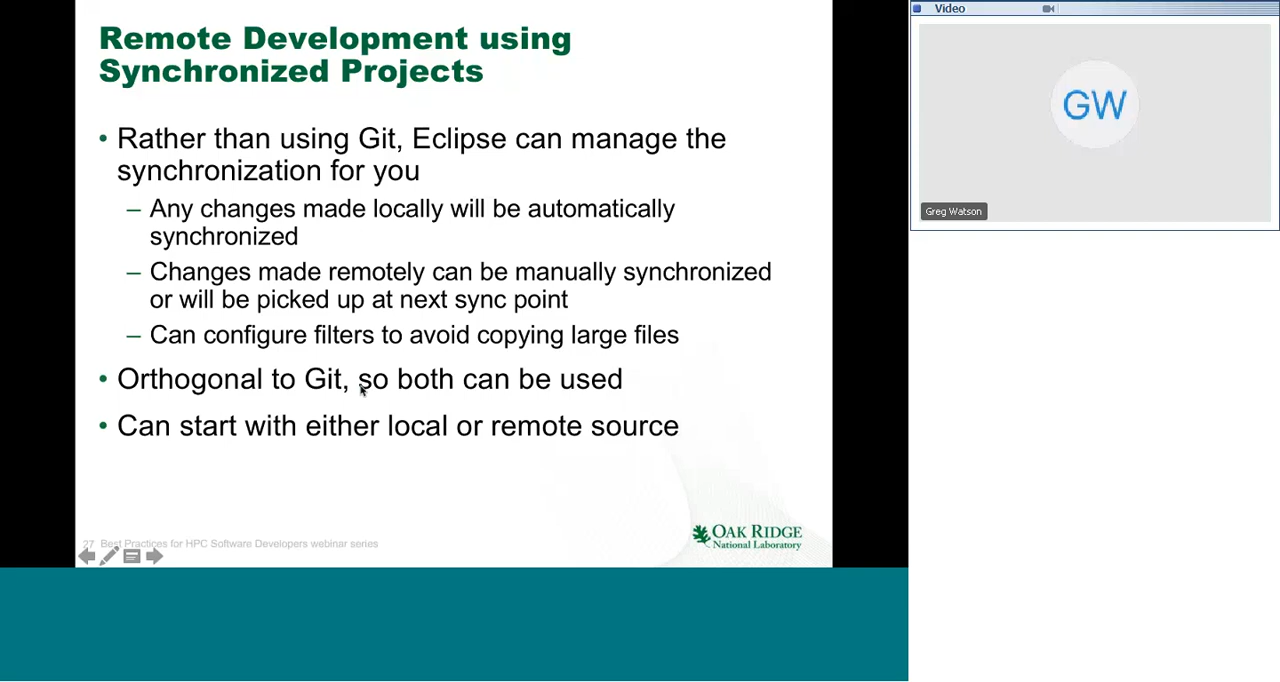 Remote Development using
Synchronized Projects
• Rather than using Git, Eclipse can manage the
synchronization for you
– Any changes made locally will be automatically
synchronized
– Changes made remotely can be manually synchronized
or will be picked up at next sync point
– Can configure filters to avoid copying large files
• Orthogonal to Git, so both can be used
• Can start with either local or remote source
27 Best Practices for HPC Software Developers webinar series
OAK RIDGE
National Laboratory
Video
GW
Greg Watson